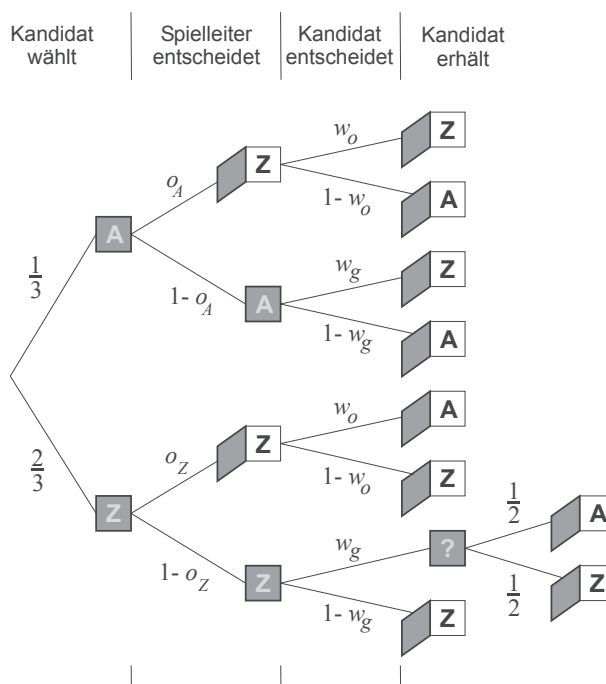 Kandidat wählt
Spielleiter entscheidet
Kandidat entscheidet
Kandidat erhält
w_o
Z
o_A
Z
1- w_o
A
A
1/3
w_g
Z
1- o_A
A
1- w_g
A
w_o
A
2/3
o_Z
Z
1- w_o
Z
Z
1/2
A
w_g
?
1- o_Z
Z
1/2
Z
1- w_g
Z